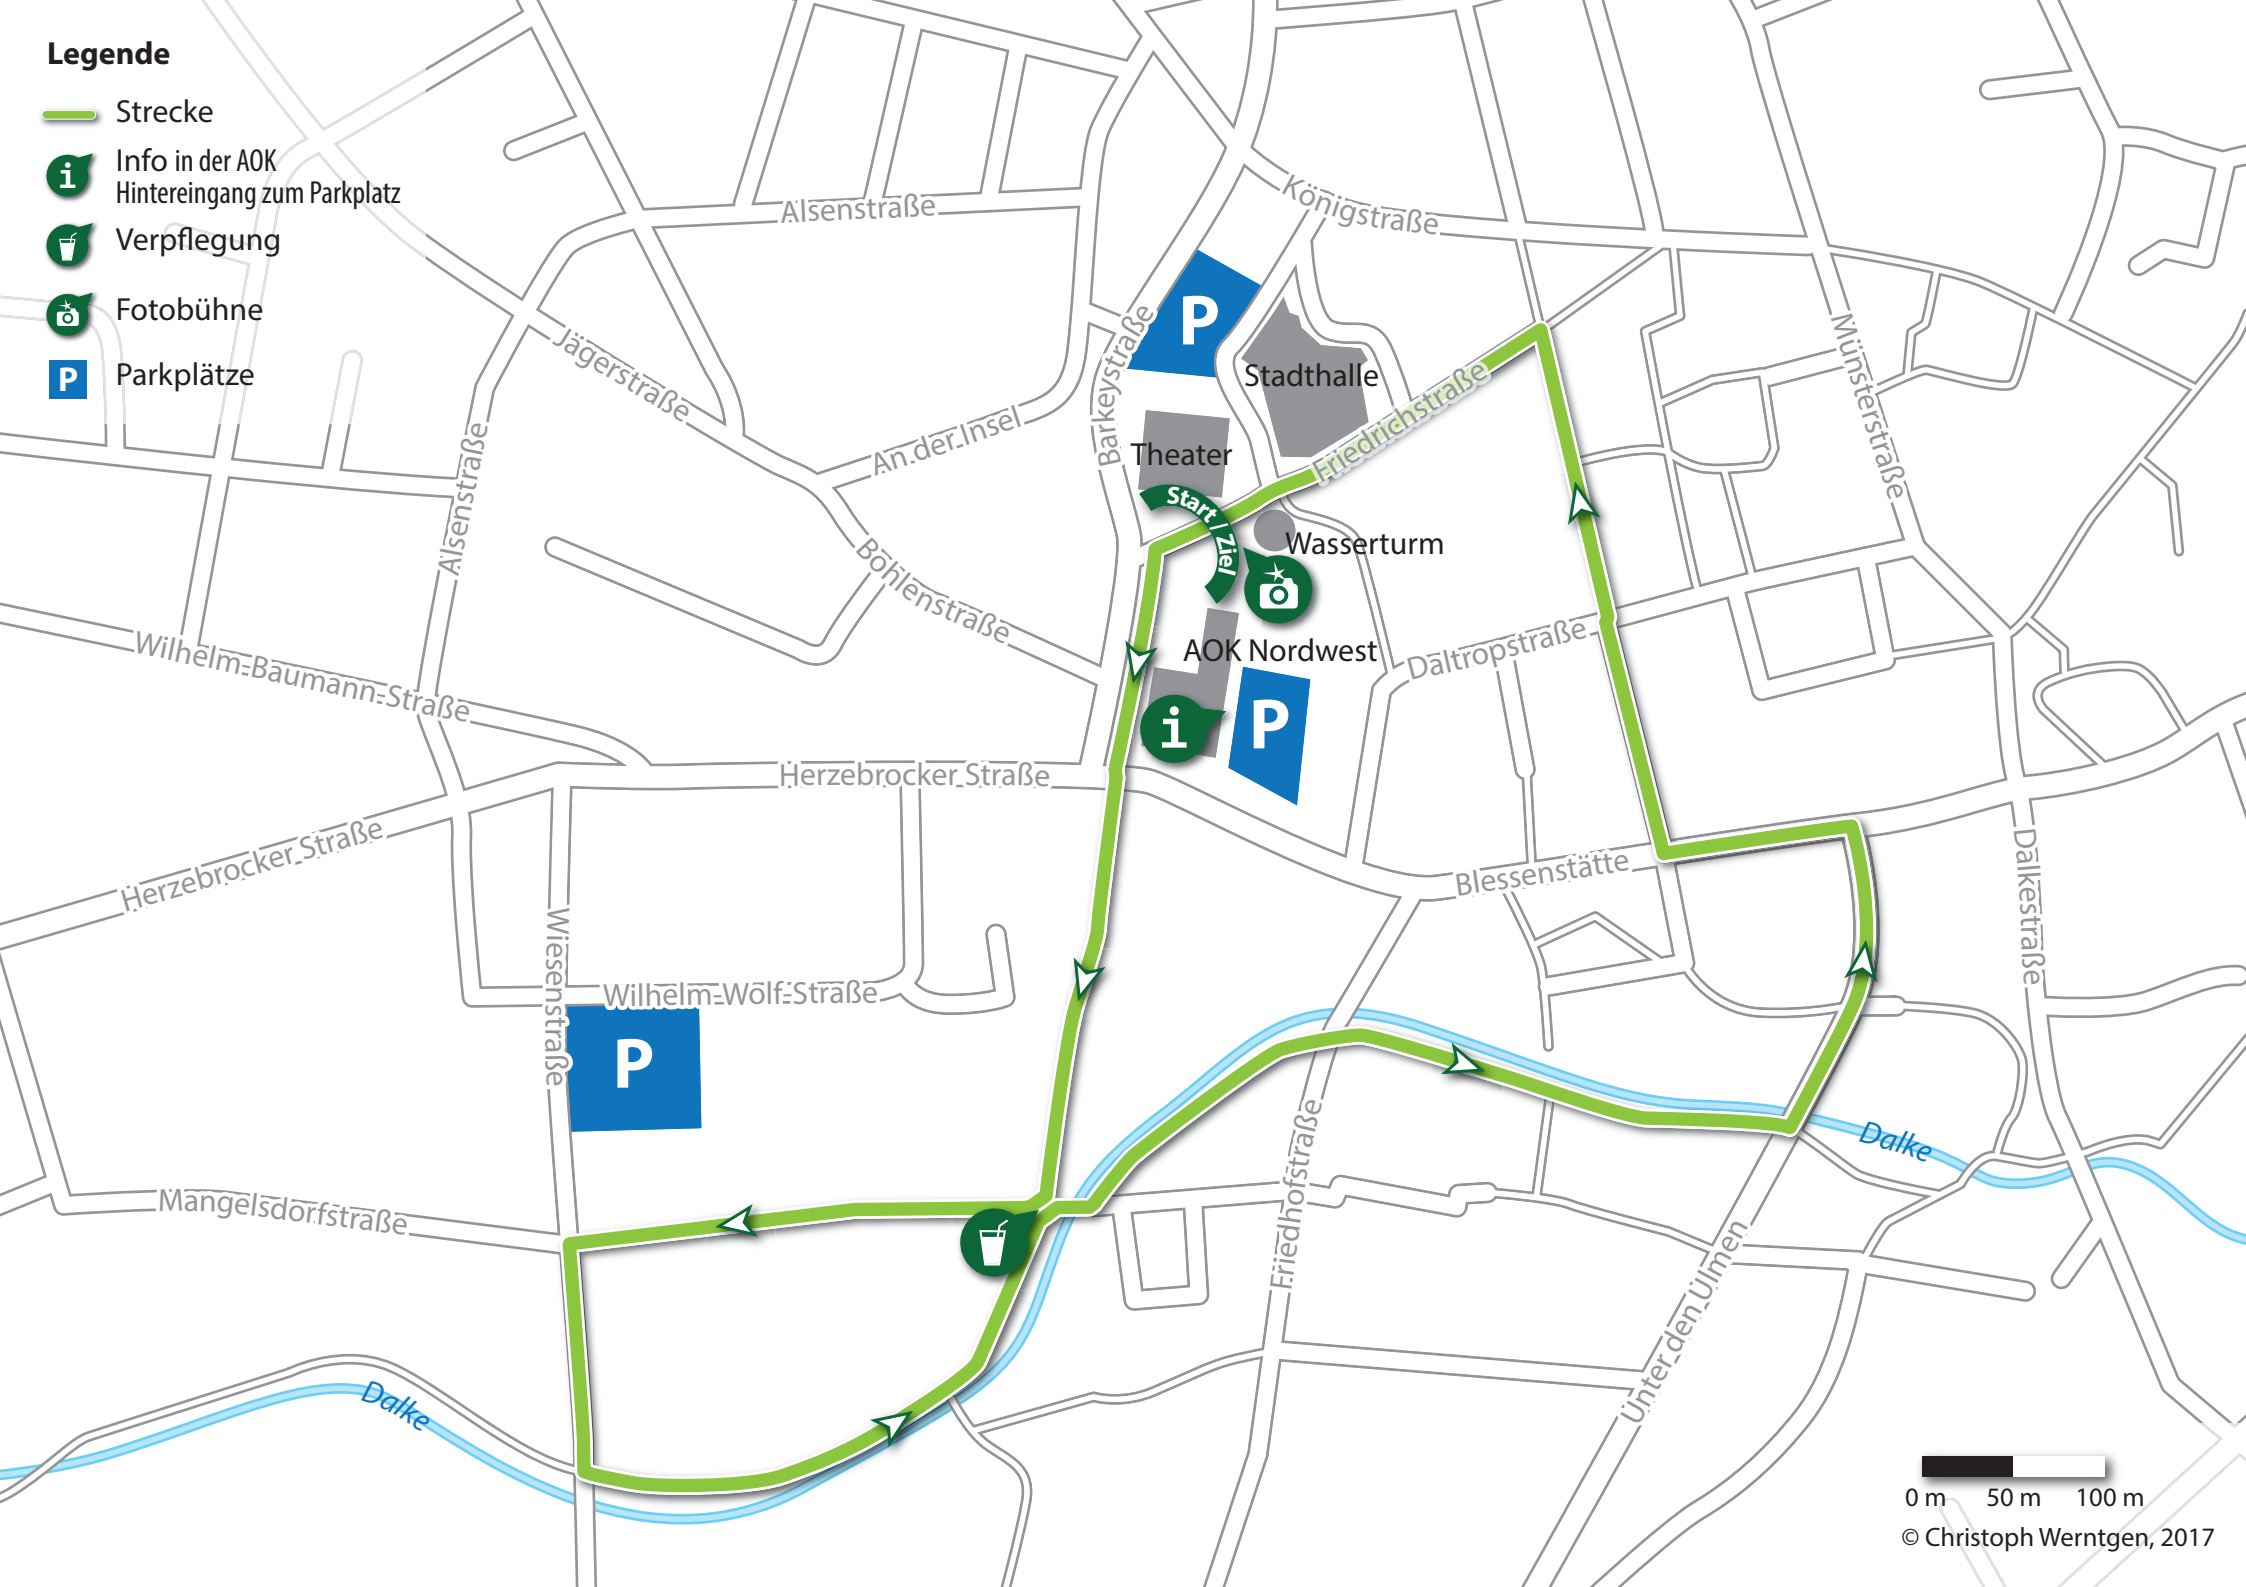 Legende
Strecke
Info in der AOK
Hintereingang zum Parkplatz
Verpflegung
Fotobühne
P Parkplätze
Alsenstraße
Königstraße
P
Jägerstraße
Barkeystraße
Münsterstraße
Stadthalle
Friedrichstraße
An der Insel
Theater
Alsenstraße
Start / Ziel
Wasserturm
Bohlenstraße
AOK Nordwest
Daltropstraße
Wilhelm-Baumann-Straße
i
P
Herzebrocker Straße
Herzebrocker Straße
Blessenstätte
Dalkestraße
Wiesenstraße
Wilhelm-Wolf-Straße
P
Dalke
Friedhofstraße
Mangelsdorfstraße
Unter den Ulmen
Dalke
0 m 50 m 100 m
© Christoph Werntgen, 2017